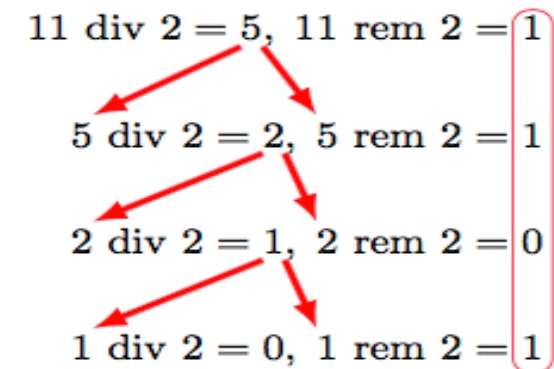 11 div 2 = 5, 11 rem 2 = 1
5 div 2 = 2, 5 rem 2 = 1
2 div 2 = 1, 2 rem 2 = 0
1 div 2 = 0, 1 rem 2 = 1